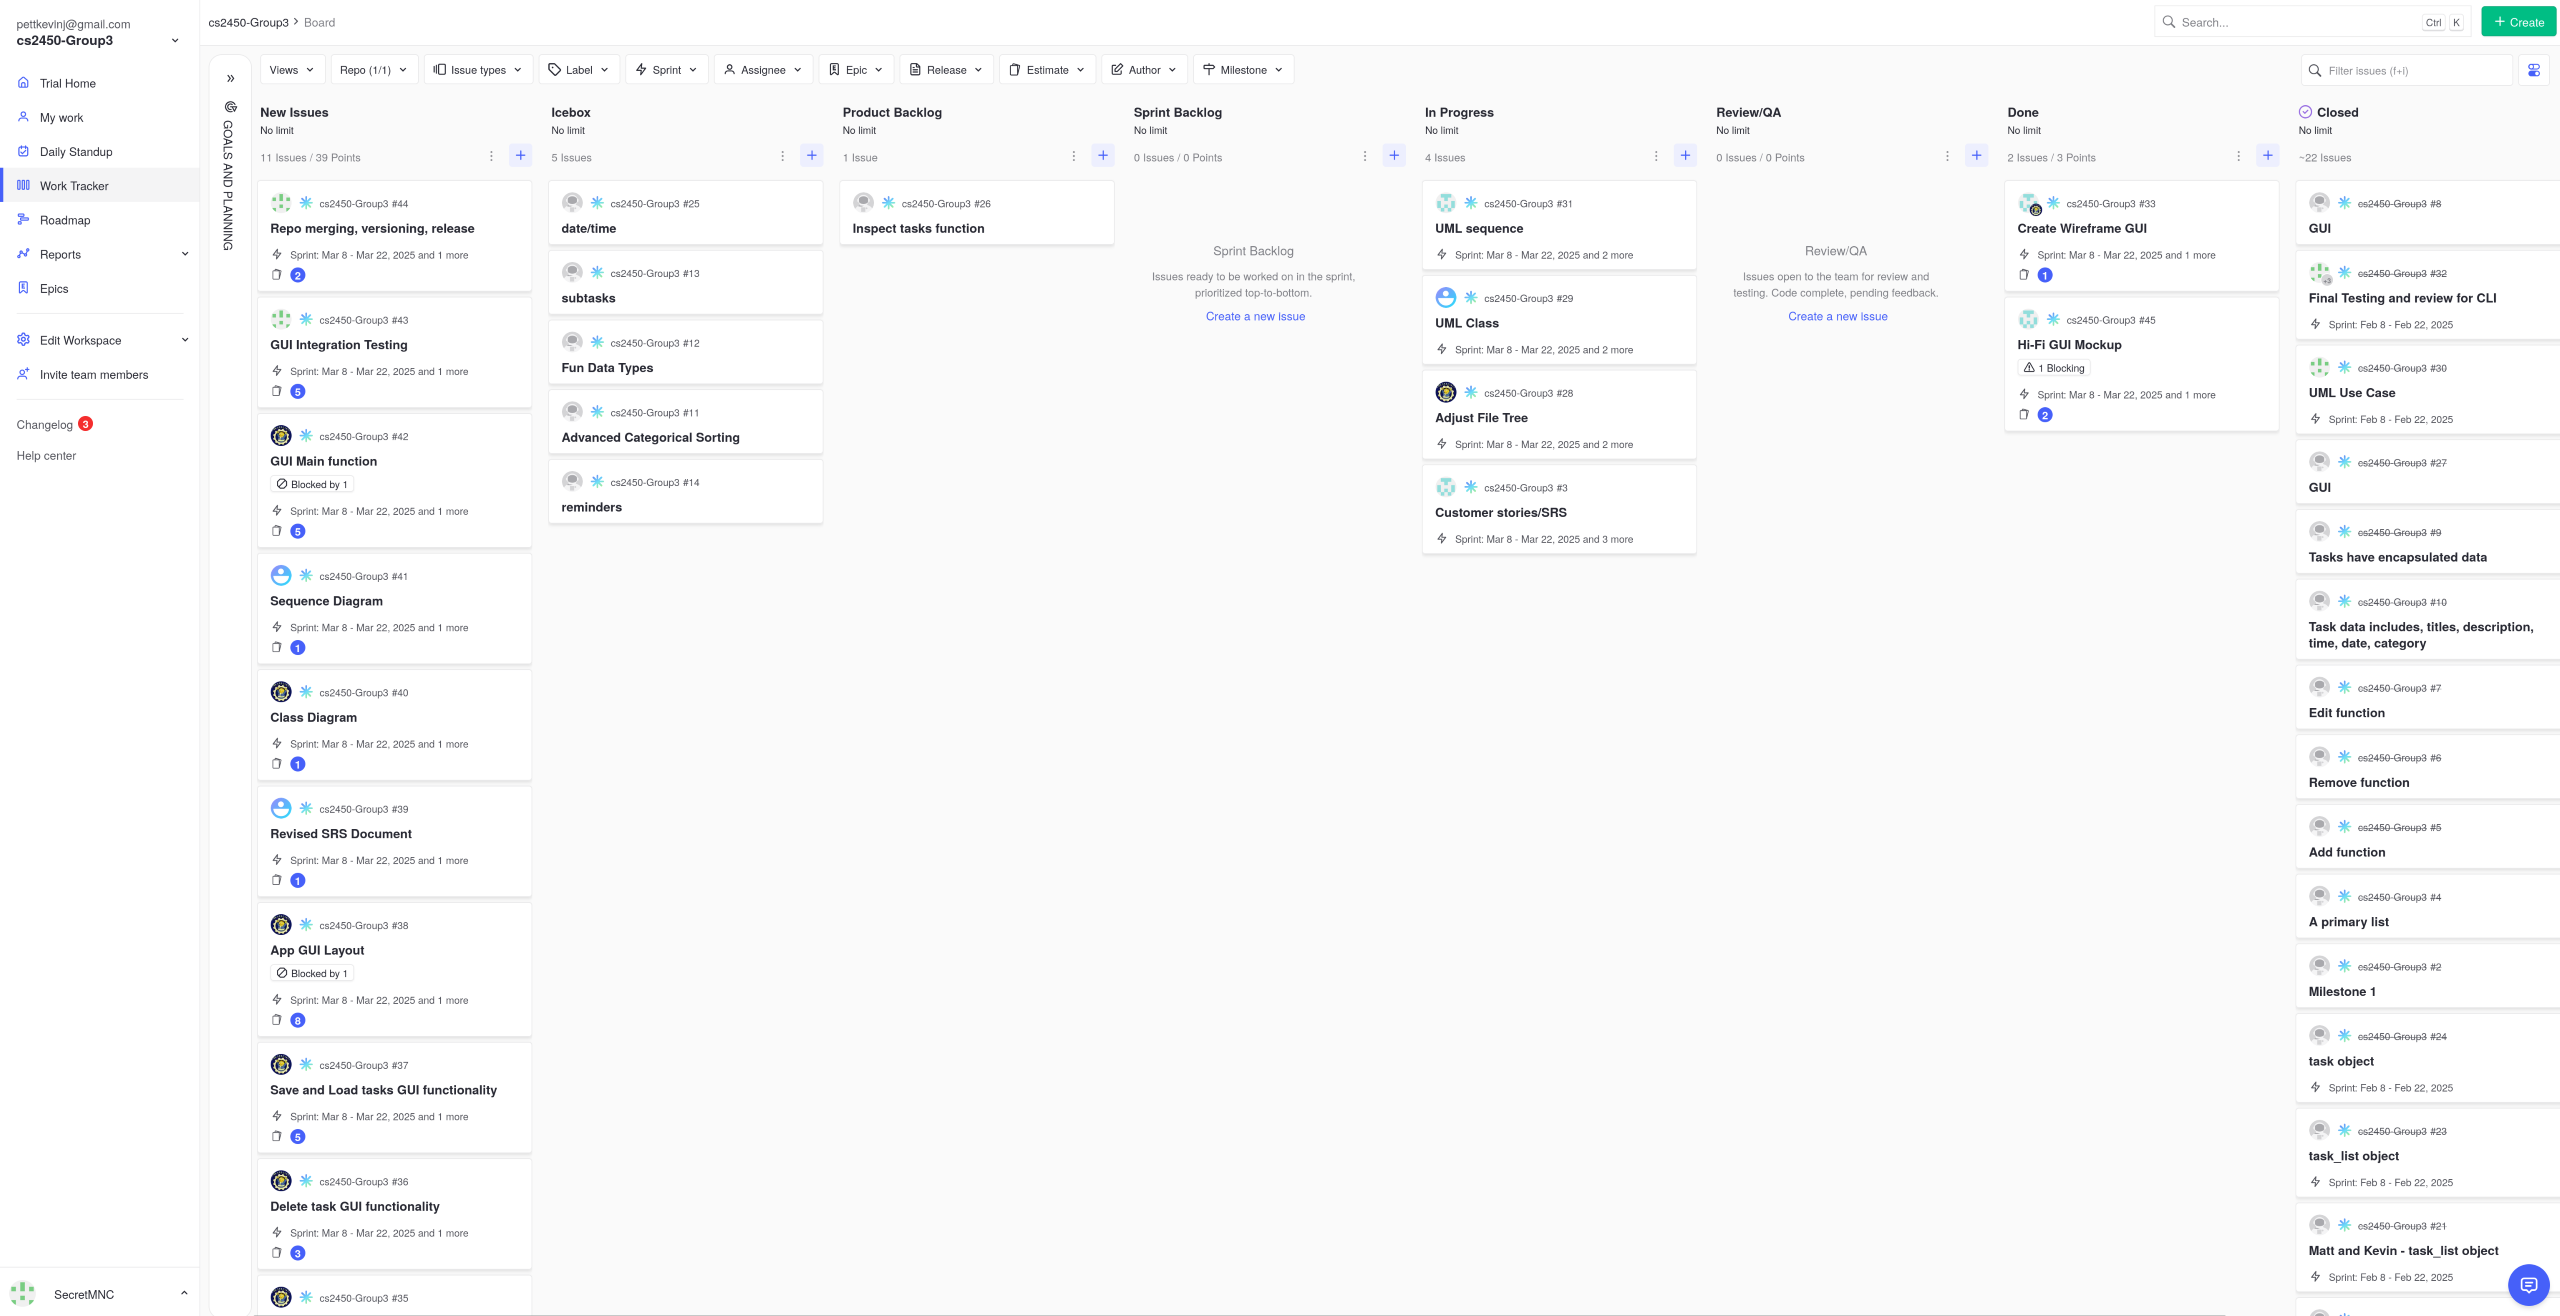 pettkevinj@gmail.com
cs2450-Group3
Trial Home
My work
Daily Standup
Work Tracker
Roadmap
Reports
Epics
Edit Workspace
Invite team members
Changelog 3
Help center
SecretMNC
cs2450-Group3 > Board
Search... Ctrl K
+ Create
Views Repo (1/1) Issue types Label Sprint Assignee Epic Release Estimate Author Milestone
Filter issues (f+i)
GOALS AND PLANNING
New Issues
No limit
11 Issues / 39 Points
cs2450-Group3 #44
Repo merging, versioning, release
Sprint: Mar 8 - Mar 22, 2025 and 1 more
2
cs2450-Group3 #43
GUI Integration Testing
Sprint: Mar 8 - Mar 22, 2025 and 1 more
5
cs2450-Group3 #42
GUI Main function
Blocked by 1
Sprint: Mar 8 - Mar 22, 2025 and 1 more
5
cs2450-Group3 #41
Sequence Diagram
Sprint: Mar 8 - Mar 22, 2025 and 1 more
1
cs2450-Group3 #40
Class Diagram
Sprint: Mar 8 - Mar 22, 2025 and 1 more
1
cs2450-Group3 #39
Revised SRS Document
Sprint: Mar 8 - Mar 22, 2025 and 1 more
1
cs2450-Group3 #38
App GUI Layout
Blocked by 1
Sprint: Mar 8 - Mar 22, 2025 and 1 more
8
cs2450-Group3 #37
Save and Load tasks GUI functionality
Sprint: Mar 8 - Mar 22, 2025 and 1 more
5
cs2450-Group3 #36
Delete task GUI functionality
Sprint: Mar 8 - Mar 22, 2025 and 1 more
3
cs2450-Group3 #35
Icebox
No limit
5 Issues
cs2450-Group3 #25
date/time
cs2450-Group3 #13
subtasks
cs2450-Group3 #12
Fun Data Types
cs2450-Group3 #11
Advanced Categorical Sorting
cs2450-Group3 #14
reminders
Product Backlog
No limit
1 Issue
cs2450-Group3 #26
Inspect tasks function
Sprint Backlog
No limit
0 Issues / 0 Points
Sprint Backlog
Issues ready to be worked on in the sprint,
prioritized top-to-bottom.
Create a new issue
In Progress
No limit
4 Issues
cs2450-Group3 #31
UML sequence
Sprint: Mar 8 - Mar 22, 2025 and 2 more
cs2450-Group3 #29
UML Class
Sprint: Mar 8 - Mar 22, 2025 and 2 more
cs2450-Group3 #28
Adjust File Tree
Sprint: Mar 8 - Mar 22, 2025 and 2 more
cs2450-Group3 #3
Customer stories/SRS
Sprint: Mar 8 - Mar 22, 2025 and 3 more
Review/QA
No limit
0 Issues / 0 Points
Review/QA
Issues open to the team for review and
testing. Code complete, pending feedback.
Create a new issue
Done
No limit
2 Issues / 3 Points
cs2450-Group3 #33
Create Wireframe GUI
Sprint: Mar 8 - Mar 22, 2025 and 1 more
1
cs2450-Group3 #45
Hi-Fi GUI Mockup
1 Blocking
Sprint: Mar 8 - Mar 22, 2025 and 1 more
2
Closed
No limit
~22 Issues
cs2450-Group3 #8
GUI
cs2450-Group3 #32
Final Testing and review for CLI
Sprint: Feb 8 - Feb 22, 2025
cs2450-Group3 #30
UML Use Case
Sprint: Feb 8 - Feb 22, 2025
cs2450-Group3 #27
GUI
cs2450-Group3 #9
Tasks have encapsulated data
cs2450-Group3 #10
Task data includes, titles, description,
time, date, category
cs2450-Group3 #7
Edit function
cs2450-Group3 #6
Remove function
cs2450-Group3 #5
Add function
cs2450-Group3 #4
A primary list
cs2450-Group3 #2
Milestone 1
cs2450-Group3 #24
task object
Sprint: Feb 8 - Feb 22, 2025
cs2450-Group3 #23
task_list object
Sprint: Feb 8 - Feb 22, 2025
cs2450-Group3 #21
Matt and Kevin - task_list object
Sprint: Feb 8 - Feb 22, 2025